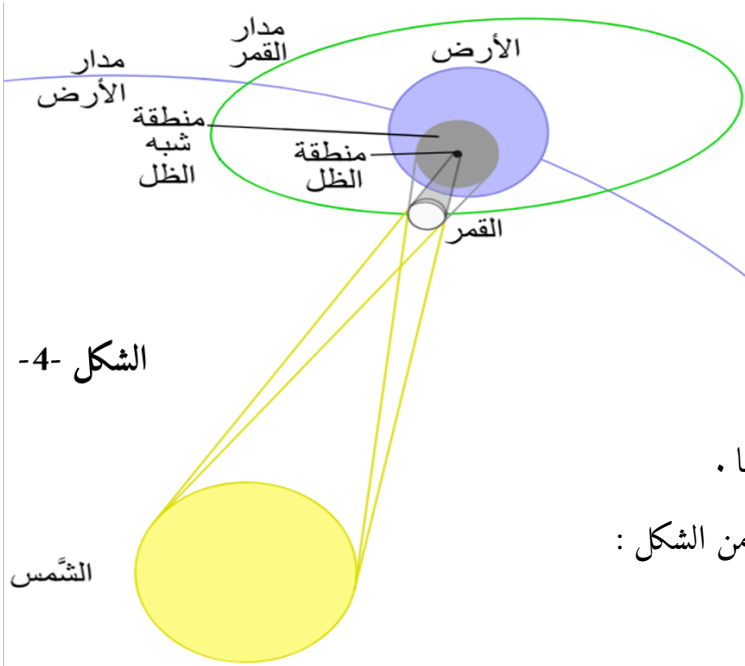 مدار
القمر
الأرض
مدار
الأرض
منطقة
شبه
الظل
منطقة
الظل
القمر
الشكل -4-
ا .
من الشكل :
الشَّمس